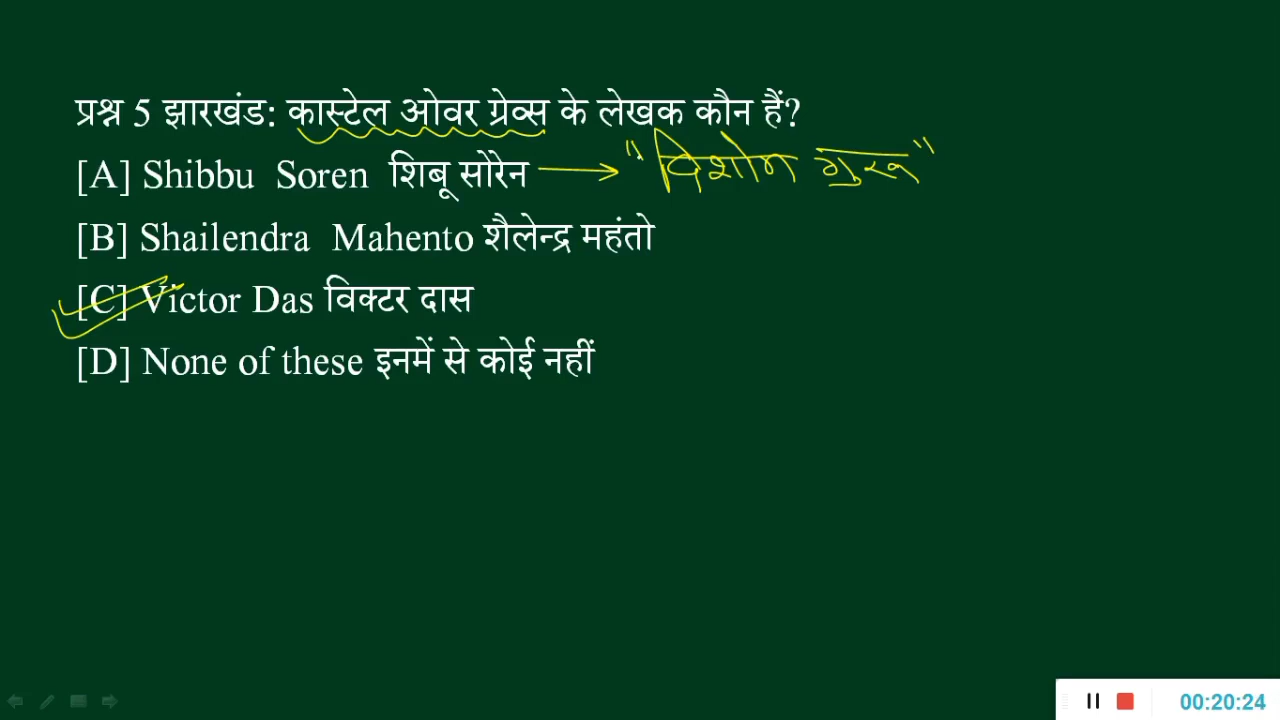 प्रश्न 5 झारखंड: कास्टेल ओवर ग्रेव्स के लेखक कौन हैं?
[A] Shibbu Soren शिबू सोरेन → "दिशोम गुरू"
[B] Shailendra Mahento शैलेन्द्र महंतो
[C] Victor Das विक्टर दास
[D] None of these इनमें से कोई नहीं
00:20:24